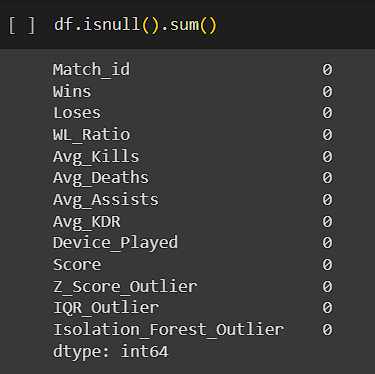 [ ] df.isnull().sum()
Match_id 0
Wins 0
Loses 0
WL_Ratio 0
Avg_Kills 0
Avg_Deaths 0
Avg_Assists 0
Avg_KDR 0
Device_Played 0
Score 0
Z_Score_Outlier 0
IQR_Outlier 0
Isolation_Forest_Outlier 0
dtype: int64